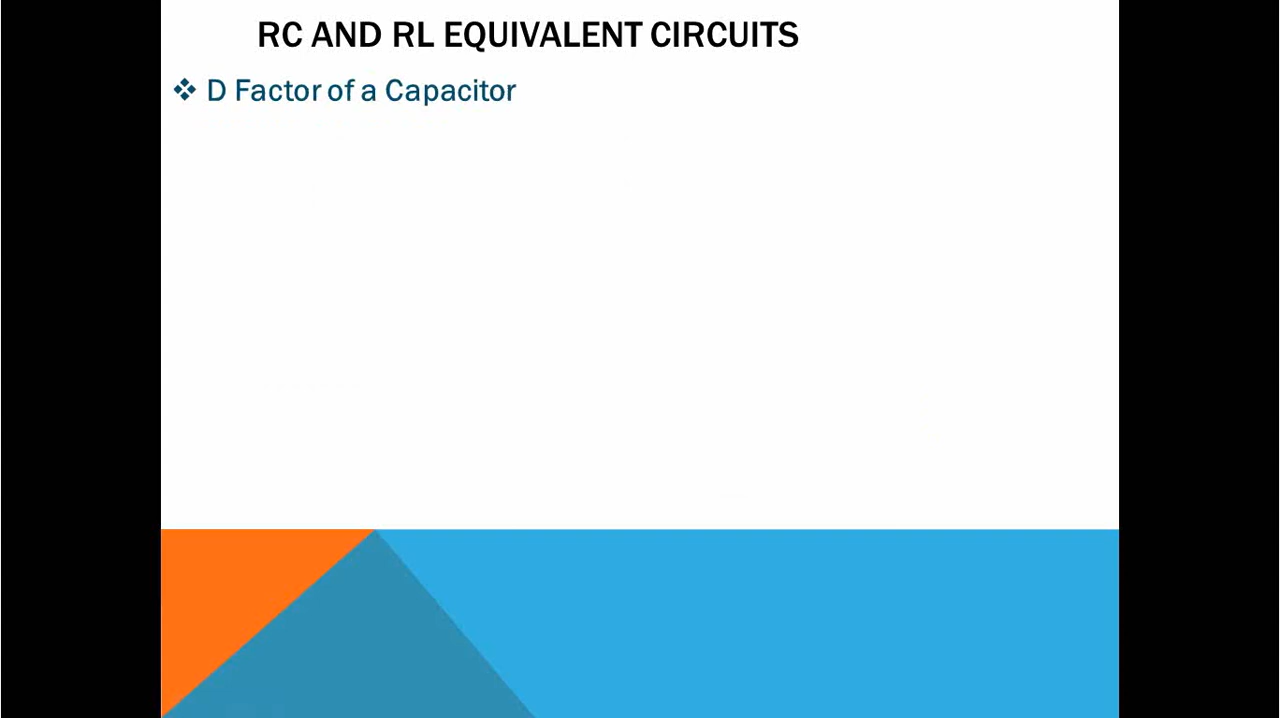 RC AND RL EQUIVALENT CIRCUITS
❖ D Factor of a Capacitor